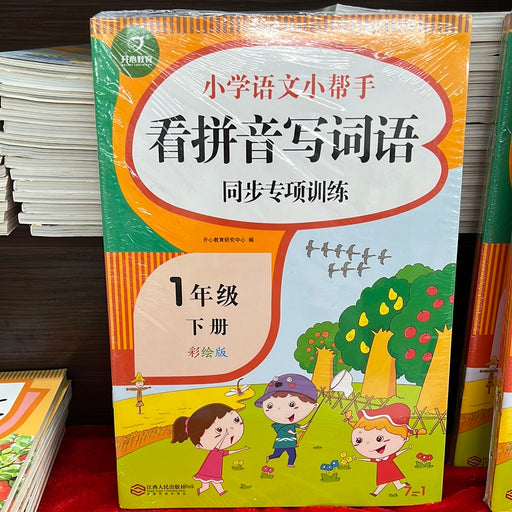 开心教育
小学语文小帮手
看拼音写词语
同步专项训练
开心教育研究中心 编
1年级
下册
彩绘版
江西人民出版社